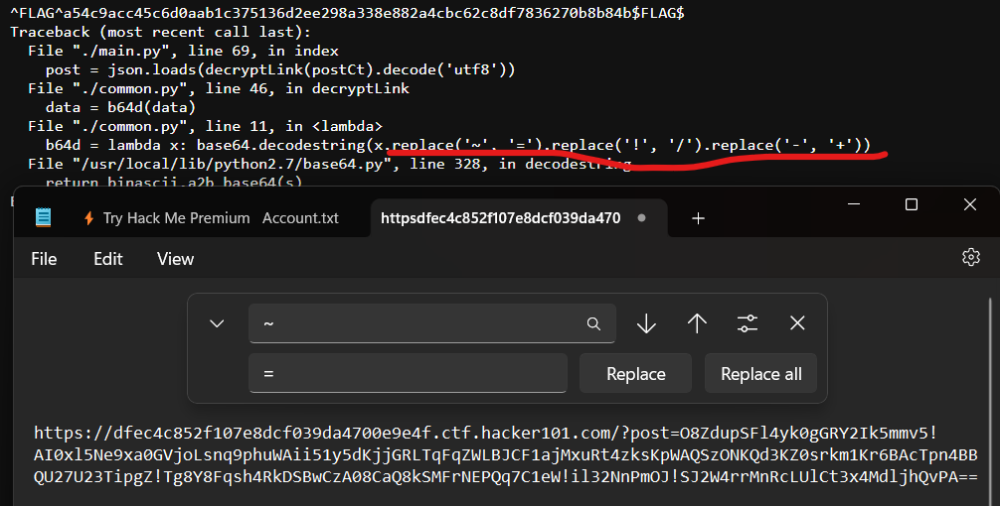 ^FLAG^a54c9acc45c6d0aab1c375136d2ee298a338e882a4cbc62c8df7836270b8b84b$FLAG$
Traceback (most recent call last):
File "./main.py", line 69, in index
post = json.loads(decryptLink(postCt).decode('utf8'))
File "./common.py", line 46, in decryptLink
data = b64d(data)
File "./common.py", line 11, in <lambda>
b64d = lambda x: base64.decodestring(x.replace('~', '=').replace('!', '/').replace('-', '+'))
File "/usr/local/lib/python2.7/base64.py", line 328, in decodestring
return binascii.a2b_base64(s)
Try Hack Me Premium Account.txt
httpsdfec4c852f107e8dcf039da470
File Edit View
~
= Replace Replace all
https://dfec4c852f107e8dcf039da4700e9e4f.ctf.hacker101.com/?post=O8ZdupSFl4yk0gGRY2Ik5mmv5!
AI0xl5Ne9xa0GVjoLsnq9phuWAii51y5dKjjGRLTqFqZWLBJCF1ajMxuRt4zksKpWAQSzONKQd3KZ0srkm1Kr6BAcTpn4BB
QU27U23TipgZ!Tg8Y8Fqsh4RkDSBwCzA08CaQ8kSMFrNEPQq7C1eW!il32NnPmOJ!SJ2W4rrMnRcLUlCt3x4MdljhQvPA==